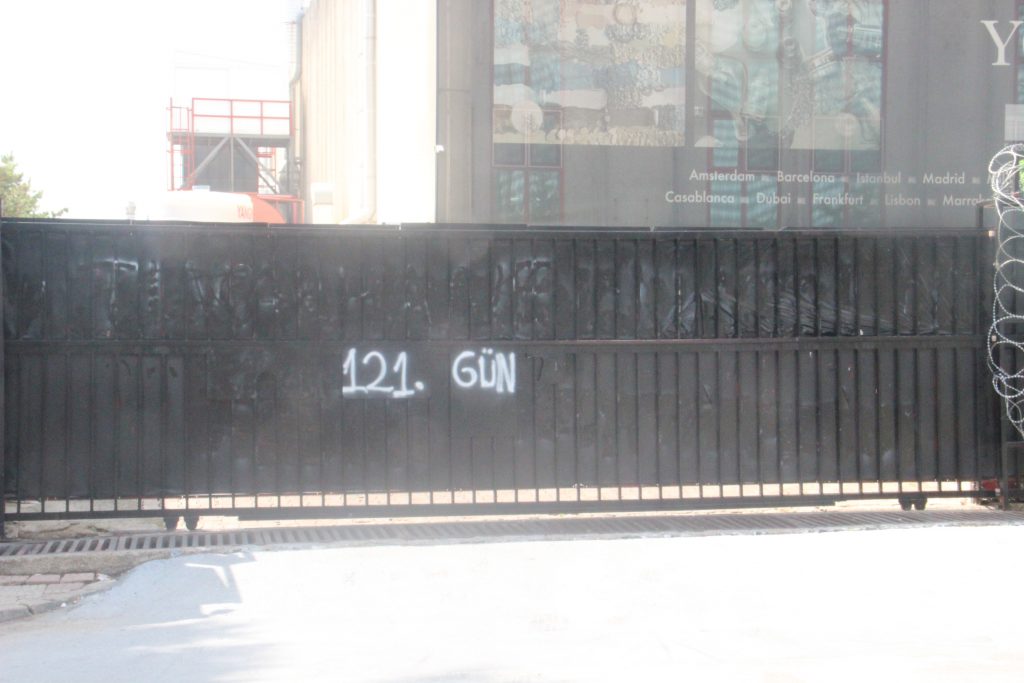 Y
Amsterdam Barcelona Istanbul Madrid
Casablanca Dubai Frankfurt Lisbon
121. GÜN